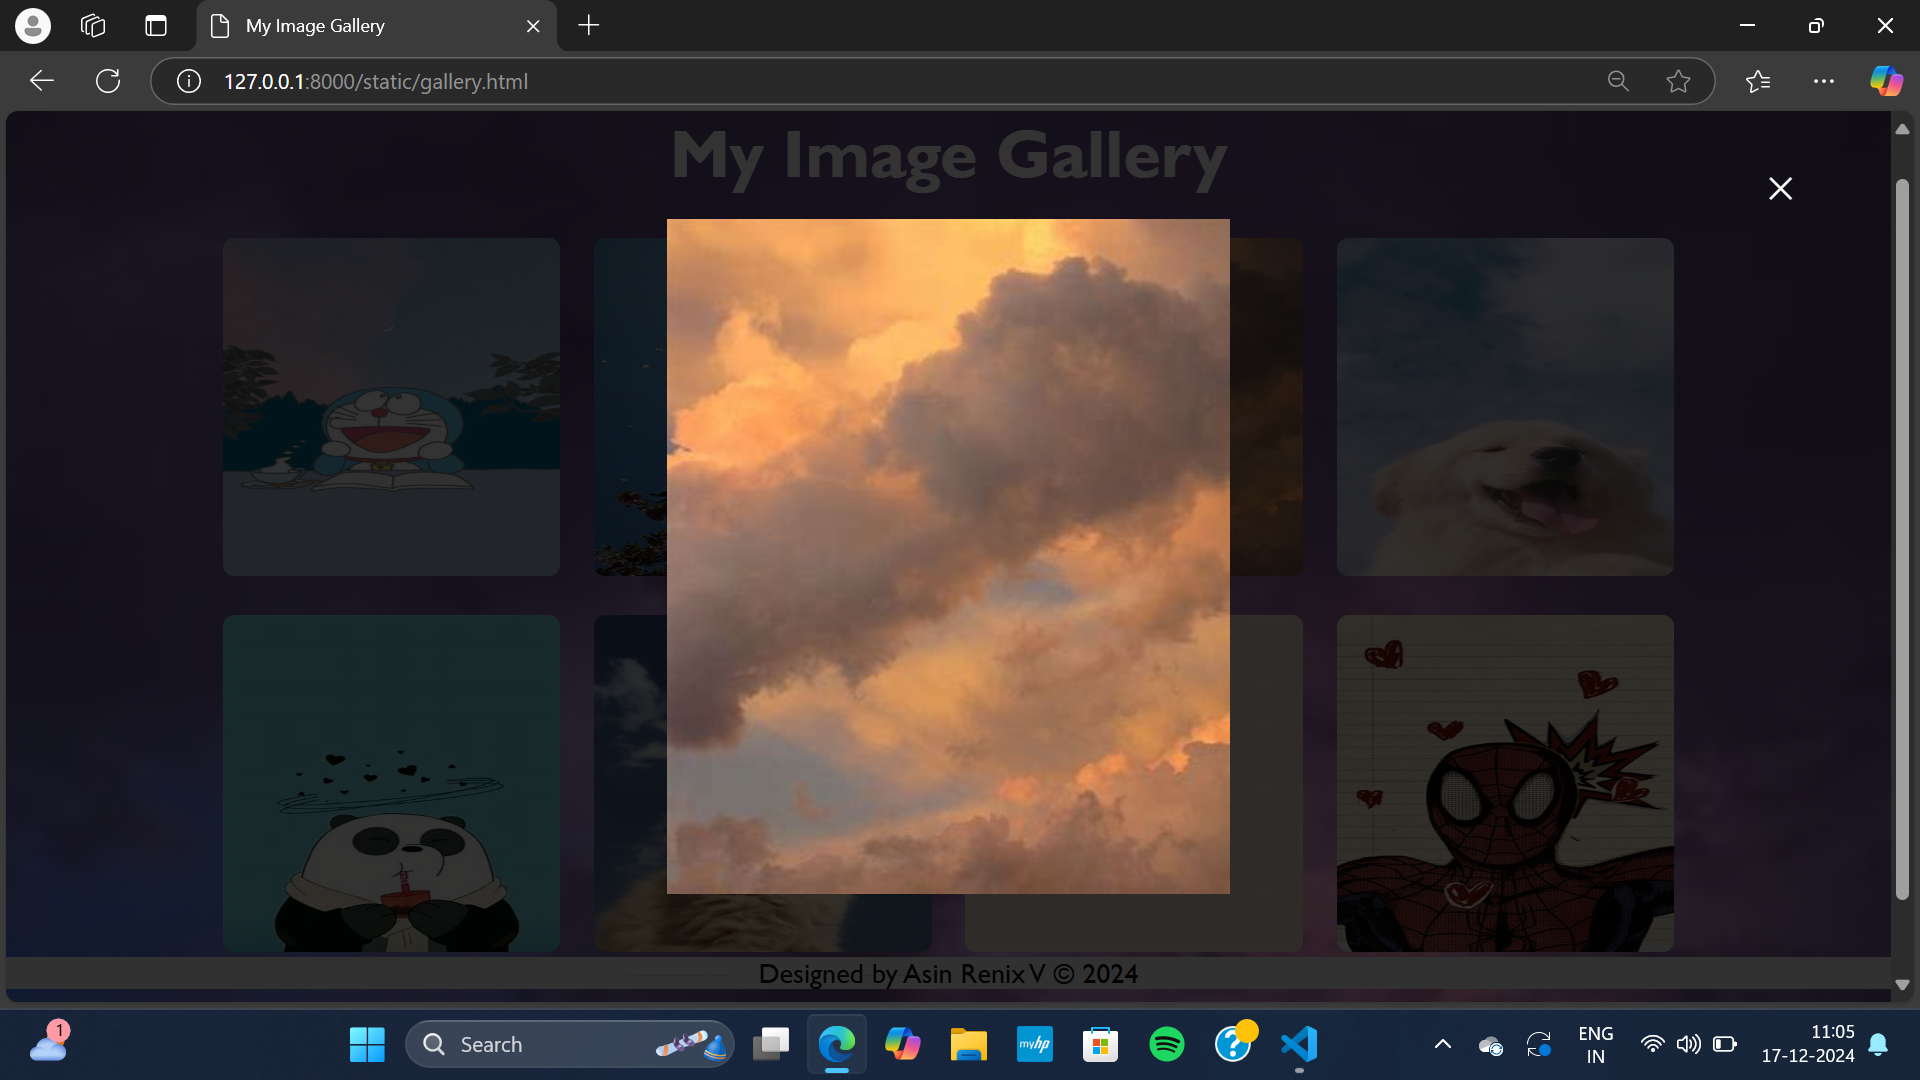 My Image Gallery
127.0.0.1:8000/static/gallery.html
My Image Gallery
Designed by Asin Renix V © 2024
1
Search
myhp
?
ENG
IN
11:05
17-12-2024